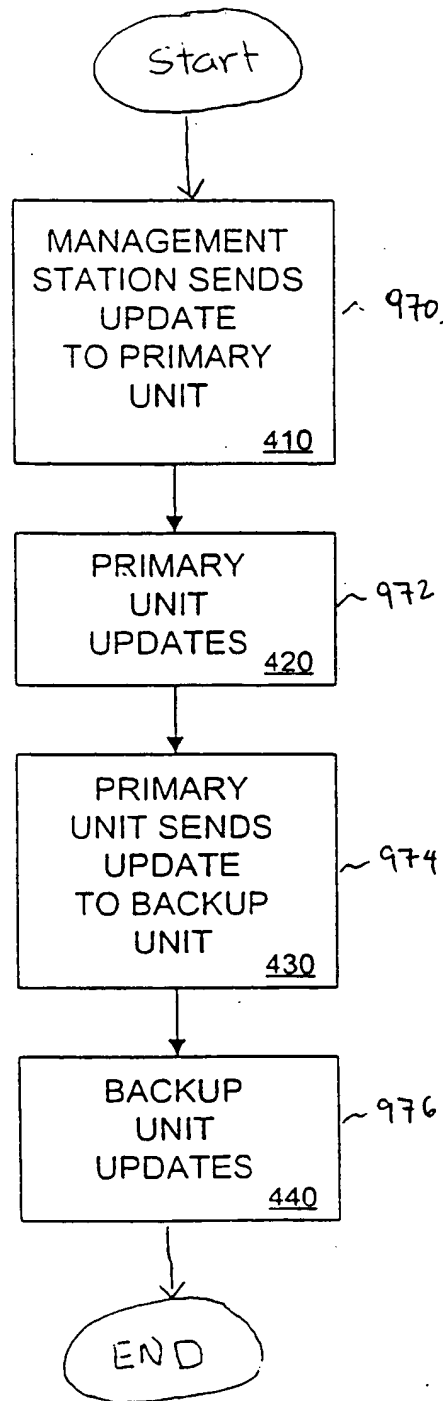 Start
MANAGEMENT
STATION SENDS
UPDATE
TO PRIMARY
UNIT
410
970
PRIMARY
UNIT
UPDATES
420
972
PRIMARY
UNIT SENDS
UPDATE
TO BACKUP
UNIT
430
974
BACKUP
UNIT
UPDATES
440
976
END